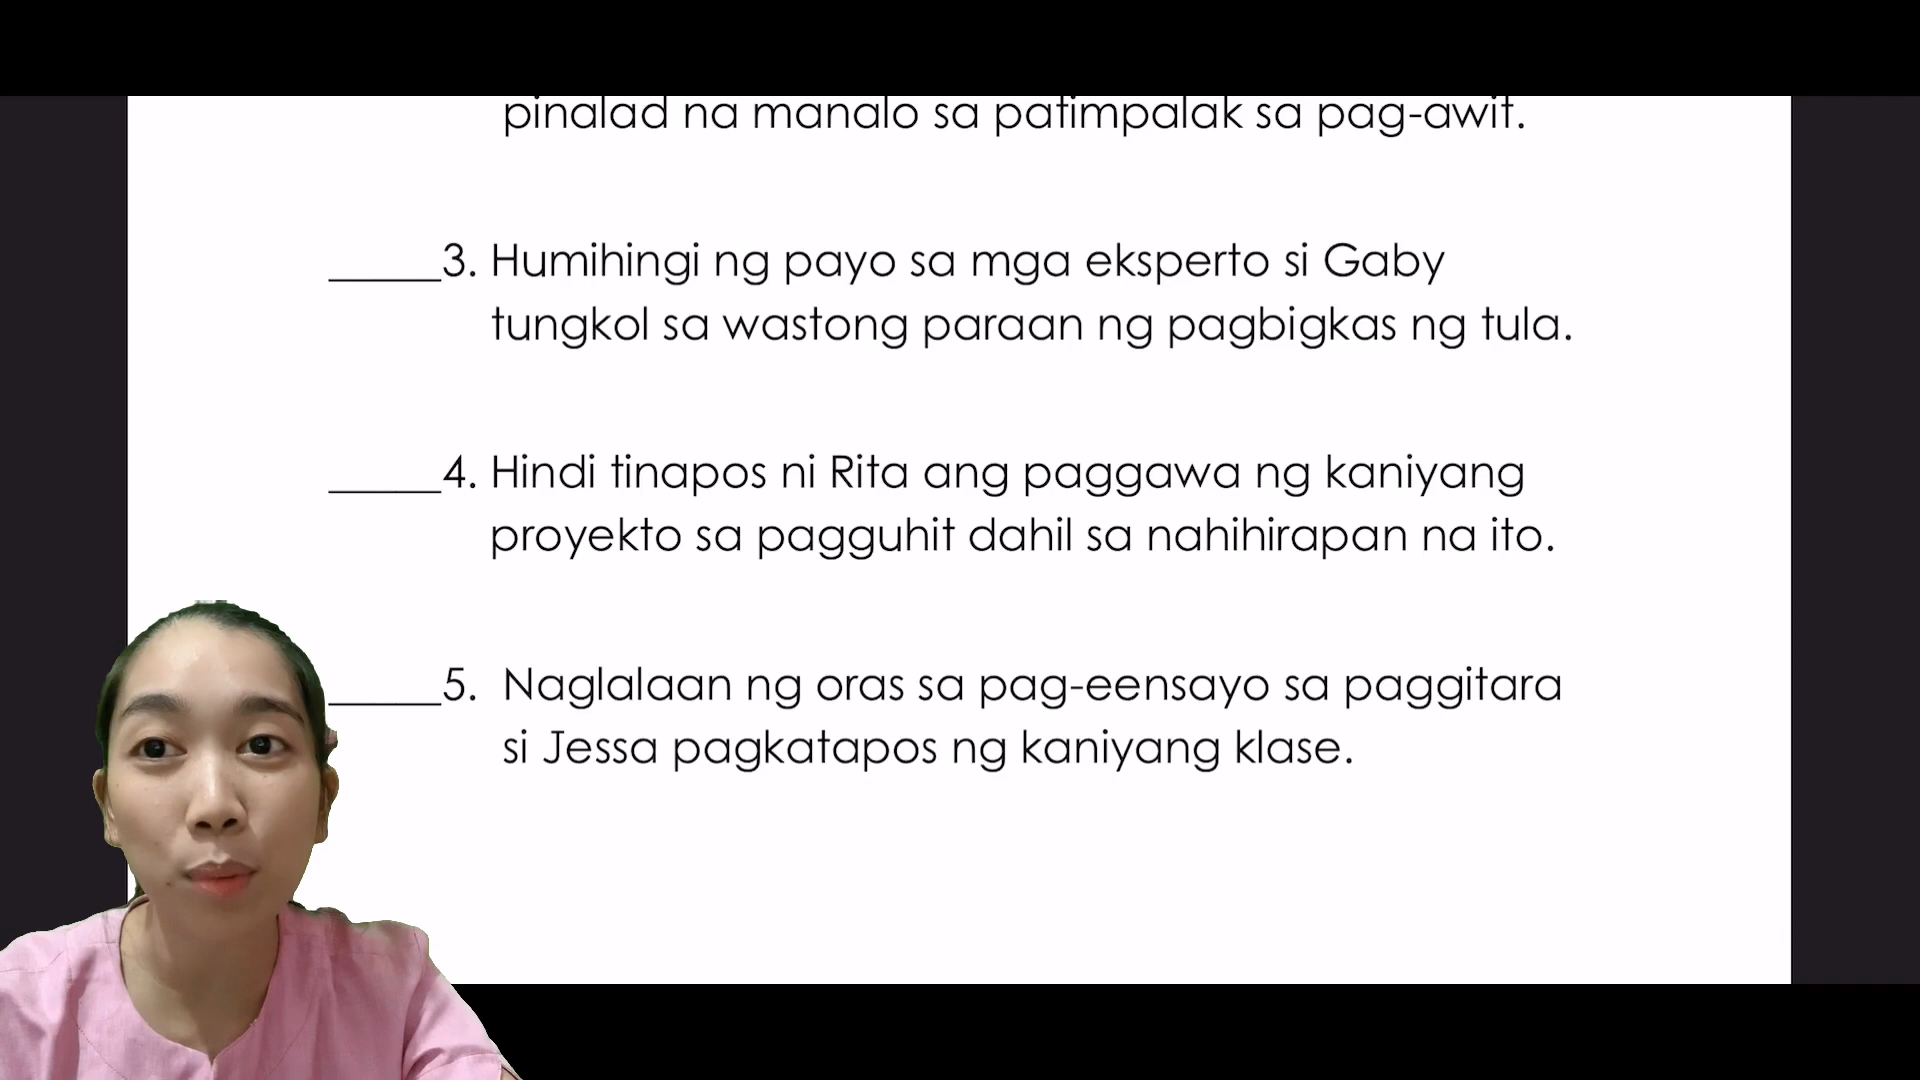 pinalad na manalo sa patimpalak sa pag-awit.
_____3. Humihingi ng payo sa mga eksperto si Gaby
tungkol sa wastong paraan ng pagbigkas ng tula.
_____4. Hindi tinapos ni Rita ang paggawa ng kaniyang
proyekto sa pagguhit dahil sa nahihirapan na ito.
_____5. Naglalaan ng oras sa pag-eensayo sa paggitara
si Jessa pagkatapos ng kaniyang klase.